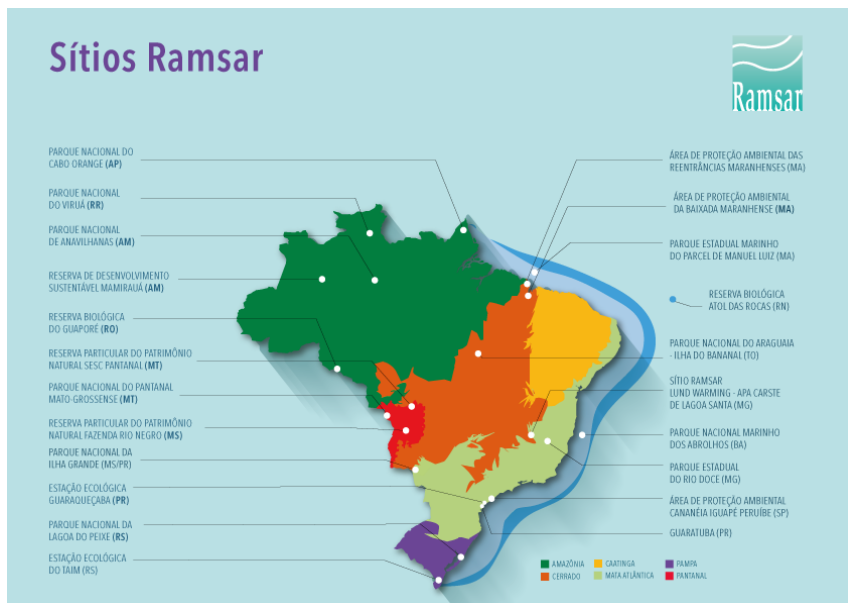 Sítios Ramsar
Ramsar
PARQUE NACIONAL DO
CABO ORANGE (AP)
PARQUE NACIONAL
DO VIRUÁ (RR)
PARQUE NACIONAL
DE ANAVILHANAS (AM)
RESERVA DE DESENVOLVIMENTO
SUSTENTÁVEL MAMIRAUÁ (AM)
RESERVA BIOLÓGICA
DO GUAPORÉ (RO)
RESERVA PARTICULAR DO PATRIMÔNIO
NATURAL SESC PANTANAL (MT)
PARQUE NACIONAL DO PANTANAL
MATO-GROSSENSE (MT)
RESERVA PARTICULAR DO PATRIMÔNIO
NATURAL FAZENDA RIO NEGRO (MS)
PARQUE NACIONAL DA
ILHA GRANDE (MS/PR)
ESTAÇÃO ECOLÓGICA
GUARAQUEÇABA (PR)
PARQUE NACIONAL DA
LAGOA DO PEIXE (RS)
ESTAÇÃO ECOLÓGICA
DO TAIM (RS)
ÁREA DE PROTEÇÃO AMBIENTAL DAS
REENTRÂNCIAS MARANHENSES (MA)
ÁREA DE PROTEÇÃO AMBIENTAL
DA BAIXADA MARANHENSE (MA)
PARQUE ESTADUAL MARINHO
DO PARCEL DE MANUEL LUIZ (MA)
RESERVA BIOLÓGICA
ATOL DAS ROCAS (RN)
PARQUE NACIONAL DO ARAGUAIA
- ILHA DO BANANAL (TO)
SÍTIO RAMSAR
LUND WARMING - APA CARSTE
DE LAGOA SANTA (MG)
PARQUE NACIONAL MARINHO
DOS ABROLHOS (BA)
PARQUE ESTADUAL
DO RIO DOCE (MG)
ÁREA DE PROTEÇÃO AMBIENTAL
CANANÉIA IGUAPÉ PERUÍBE (SP)
GUARATUBA (PR)
AMAZÔNIA
CAATINGA
PAMPA
CERRADO
MATA ATLÂNTICA
PANTANAL